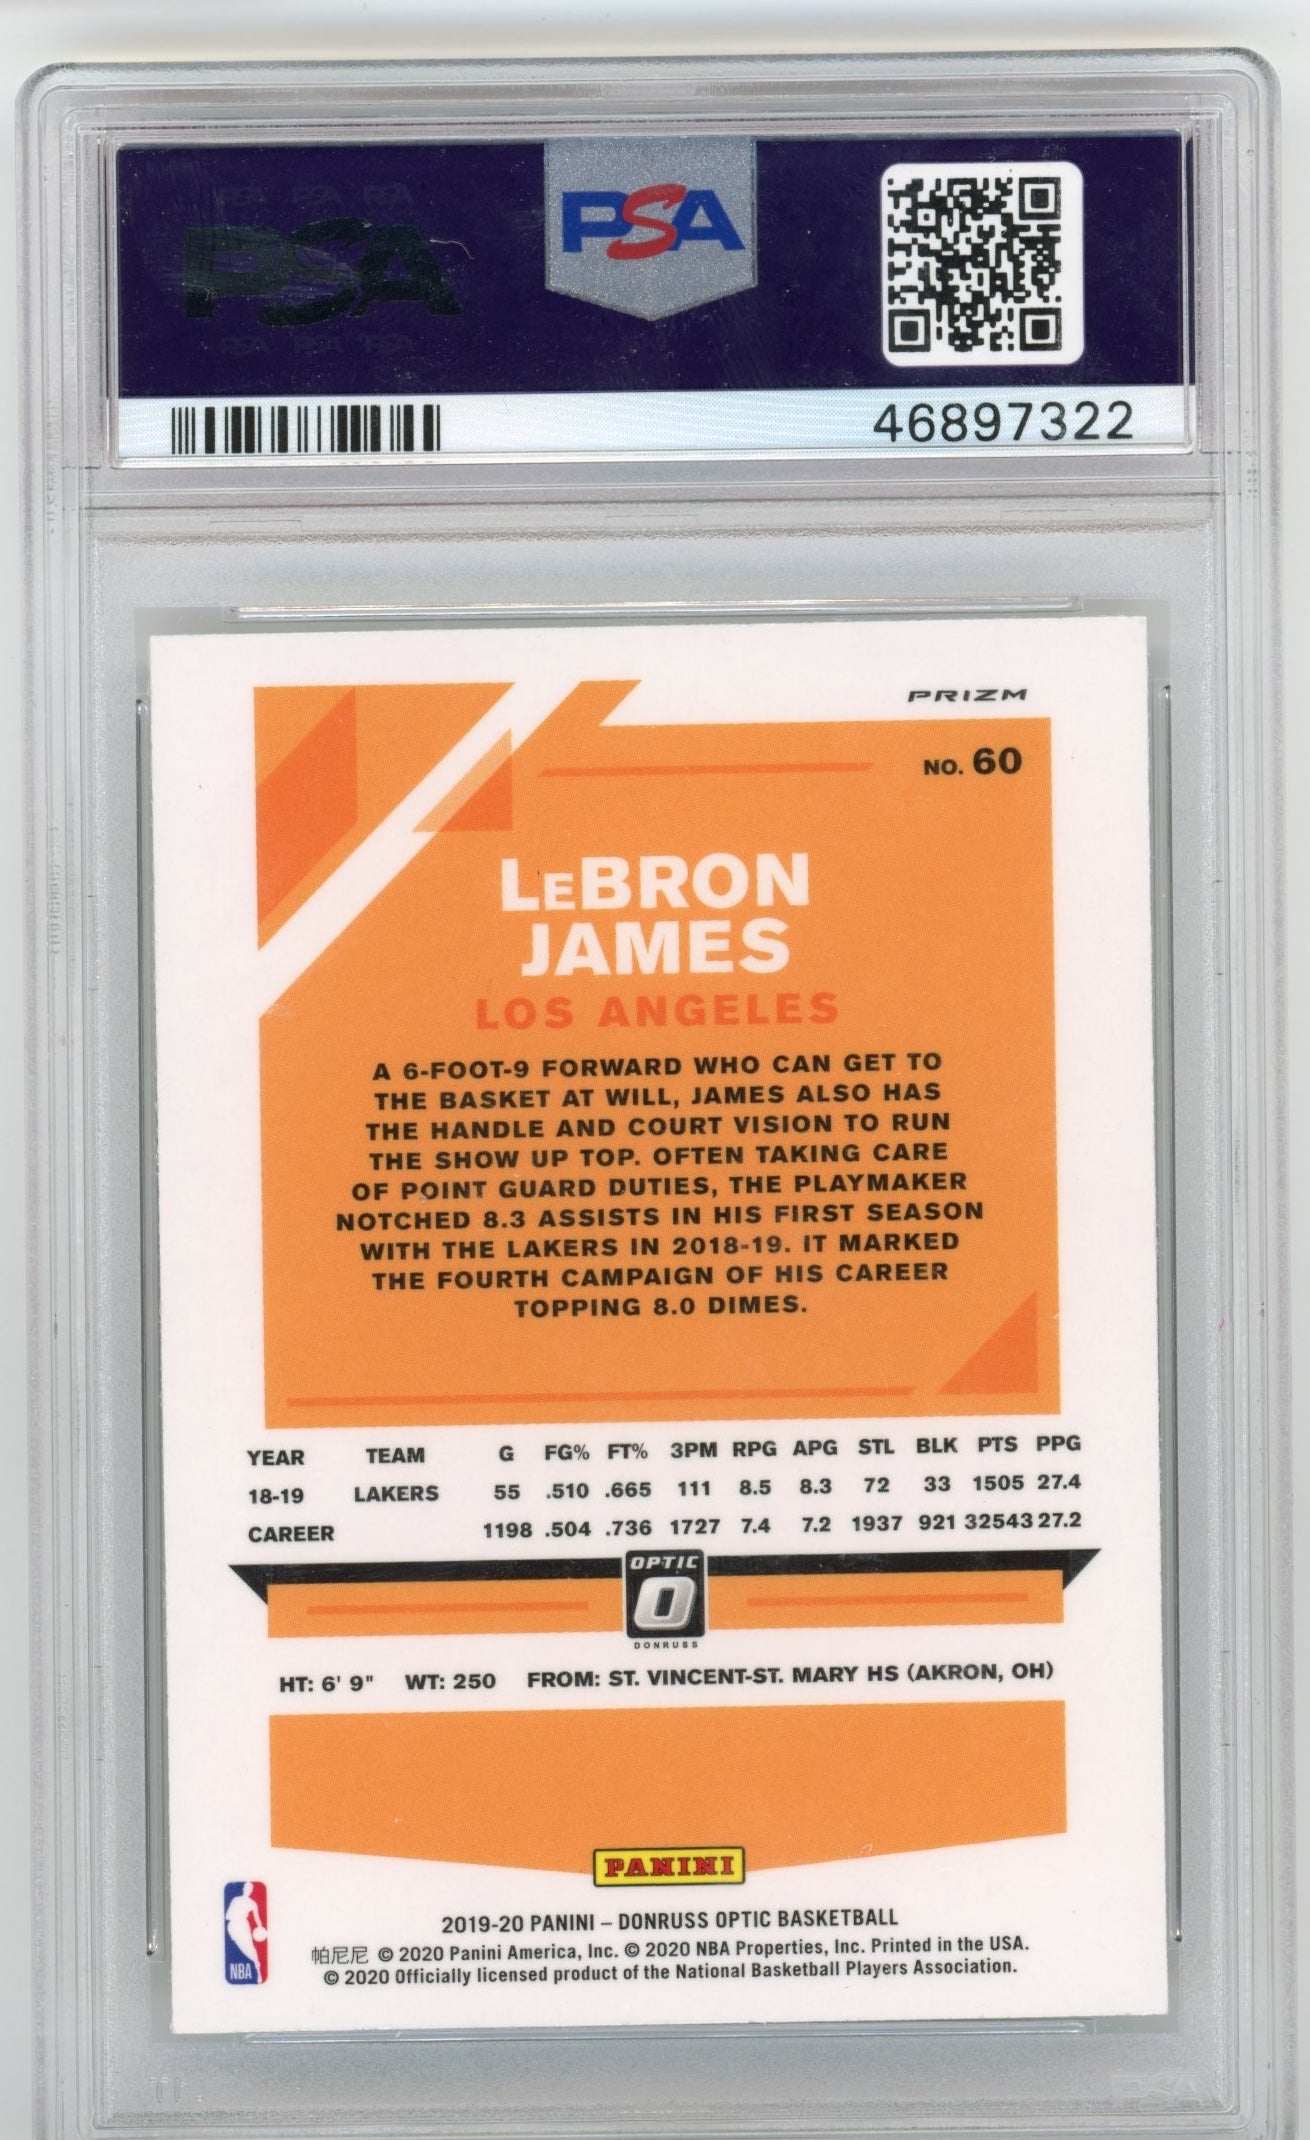 PSA
PSA
46897322
PRIZM
NO. 60
LeBRON
JAMES
LOS ANGELES
A 6-FOOT-9 FORWARD WHO CAN GET TO
THE BASKET AT WILL, JAMES ALSO HAS
THE HANDLE AND COURT VISION TO RUN
THE SHOW UP TOP. OFTEN TAKING CARE
OF POINT GUARD DUTIES, THE PLAYMAKER
NOTCHED 8.3 ASSISTS IN HIS FIRST SEASON
WITH THE LAKERS IN 2018-19. IT MARKED
THE FOURTH CAMPAIGN OF HIS CAREER
TOPPING 8.0 DIMES.
YEAR TEAM G FG% FT% 3PM RPG APG STL BLK PTS PPG
18-19 LAKERS 55 .510 .665 111 8.5 8.3 72 33 1505 27.4
CAREER 1198 .504 .736 1727 7.4 7.2 1937 921 32543 27.2
OPTIC
O
DONRUSS
HT: 6' 9" WT: 250 FROM: ST. VINCENT-ST. MARY HS (AKRON, OH)
PANINI
NBA
2019-20 PANINI – DONRUSS OPTIC BASKETBALL
帕尼尼 © 2020 Panini America, Inc. © 2020 NBA Properties, Inc. Printed in the USA.
© 2020 Officially licensed product of the National Basketball Players Association.
PSA